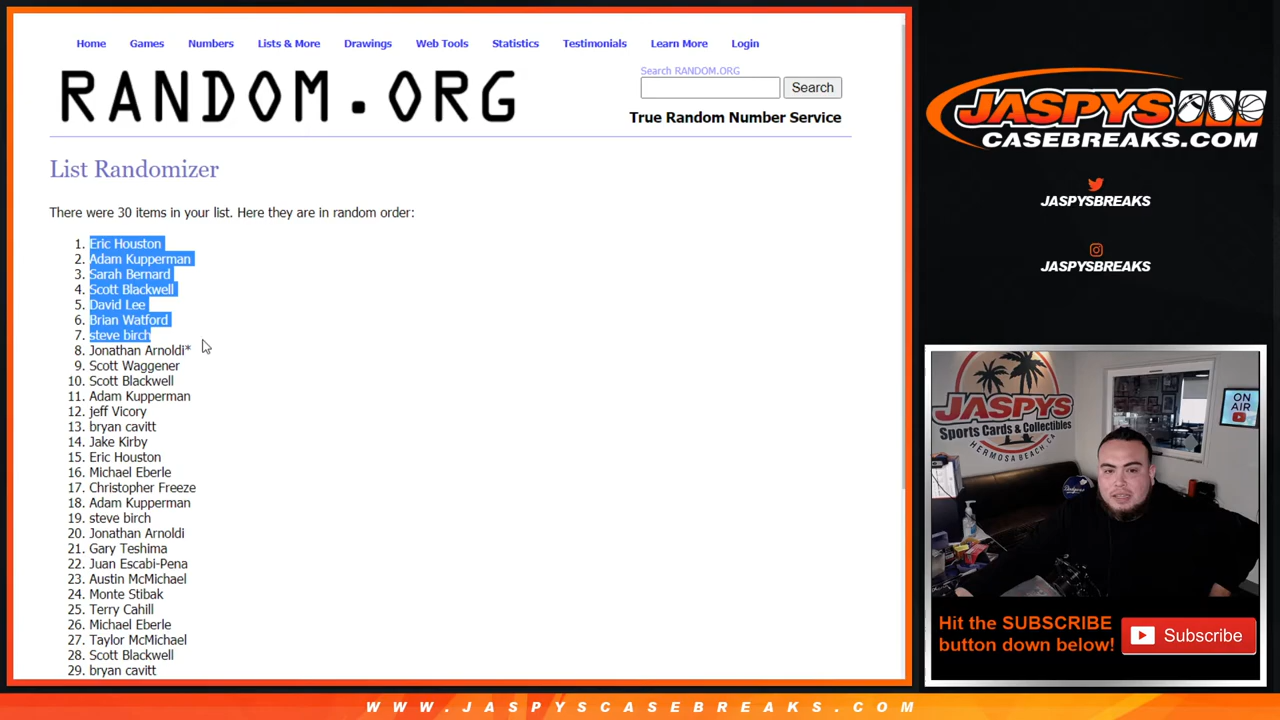 Home Games Numbers Lists & More Drawings Web Tools Statistics Testimonials Learn More Login
RANDOM.ORG
Search RANDOM.ORG
Search
True Random Number Service
List Randomizer
There were 30 items in your list. Here they are in random order:
1. Eric Houston
2. Adam Kupperman
3. Sarah Bernard
4. Scott Blackwell
5. David Lee
6. Brian Watford
7. steve birch
8. Jonathan Arnoldi*
9. Scott Waggener
10. Scott Blackwell
11. Adam Kupperman
12. jeff Vicory
13. bryan cavitt
14. Jake Kirby
15. Eric Houston
16. Michael Eberle
17. Christopher Freeze
18. Adam Kupperman
19. steve birch
20. Jonathan Arnoldi
21. Gary Teshima
22. Juan Escabi-Pena
23. Austin McMichael
24. Monte Stibak
25. Terry Cahill
26. Michael Eberle
27. Taylor McMichael
28. Scott Blackwell
29. bryan cavitt
JASPYS
CASEBREAKS.COM
JASPYSBREAKS
JASPYSBREAKS
JASPYS
Sports Cards & Collectibles
HERMOSA BEACH, CA
ON AIR
Dodgers
Hit the SUBSCRIBE
button down below!
Subscribe
WWW.JASPYSCASEBREAKS.COM